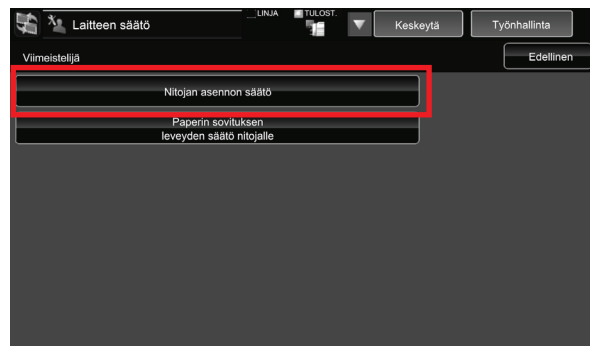 Laitteen säätö
LINJA
TULOST.
Keskeytä
Työnhallinta
Viimeistelijä
Edellinen
Nitojan asennon säätö
Paperin sovituksen
leveyden säätö nitojalle